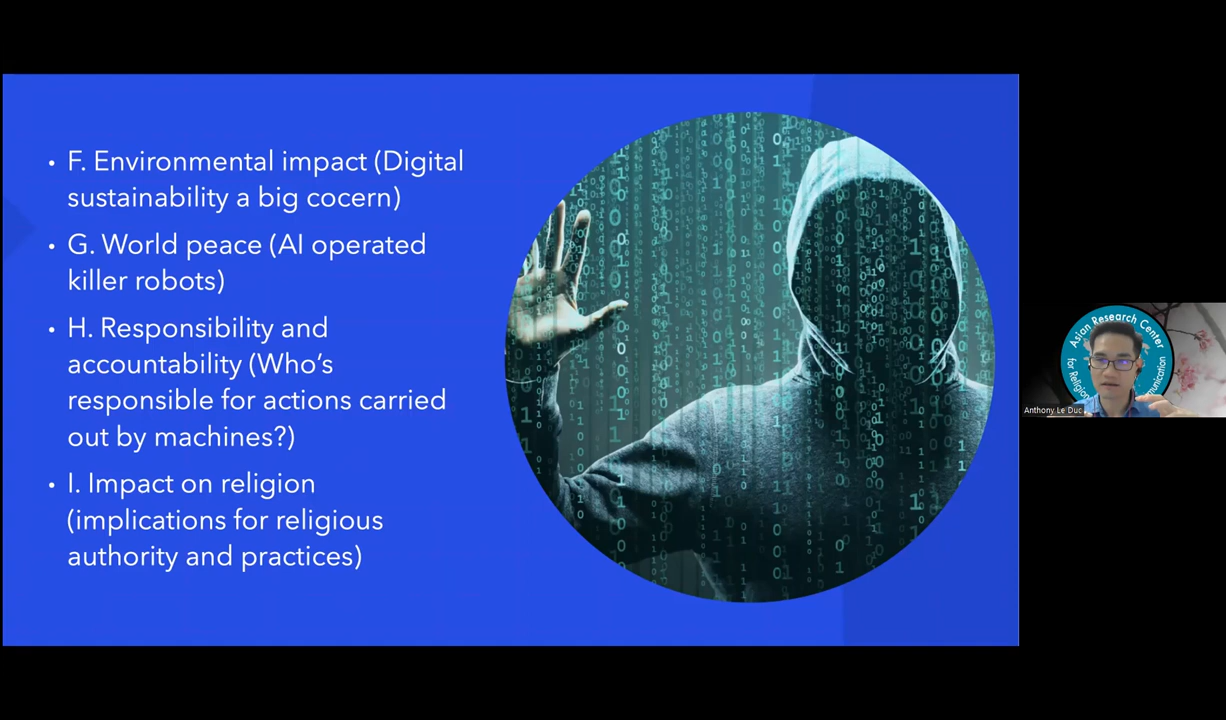 • F. Environmental impact (Digital
sustainability a big cocern)
• G. World peace (AI operated
killer robots)
• H. Responsibility and
accountability (Who's
responsible for actions carried
out by machines?)
• I. Impact on religion
(implications for religious
authority and practices)
Asian Research Center
for Religion
Anthony Le Duc